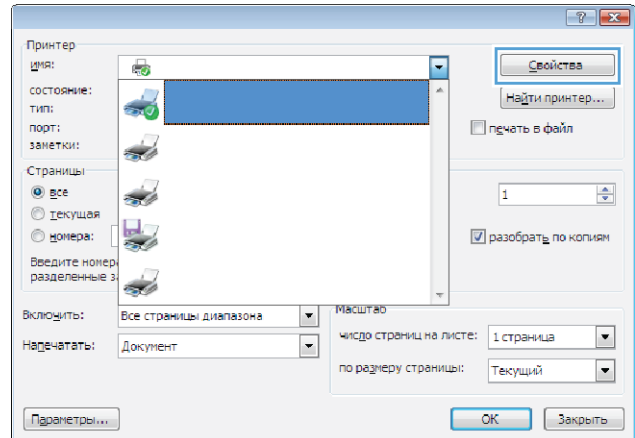 ?
X
Принтер
имя:
Свойства
состояние:
Найти принтер...
тип:
порт:
печать в файл
заметки:
Страницы
все
1
текущая
номера:
разобрать по копиям
Введите
разделенные
Включить:
Все страницы диапазона
Масштаб
число страниц на листе:
1 страница
Напечатать:
Документ
по размеру страницы:
Текущий
Параметры...
ОК
Закрыть